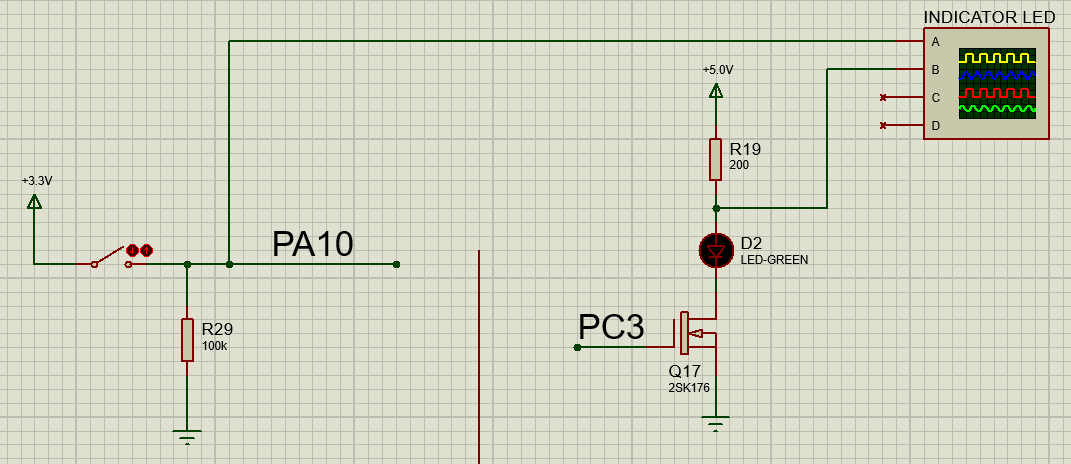 INDICATOR LED
A
B
C
D
+5.0V
R19
200
+3.3V
PA10
D2
LED-GREEN
R29
100k
PC3
Q17
2SK176